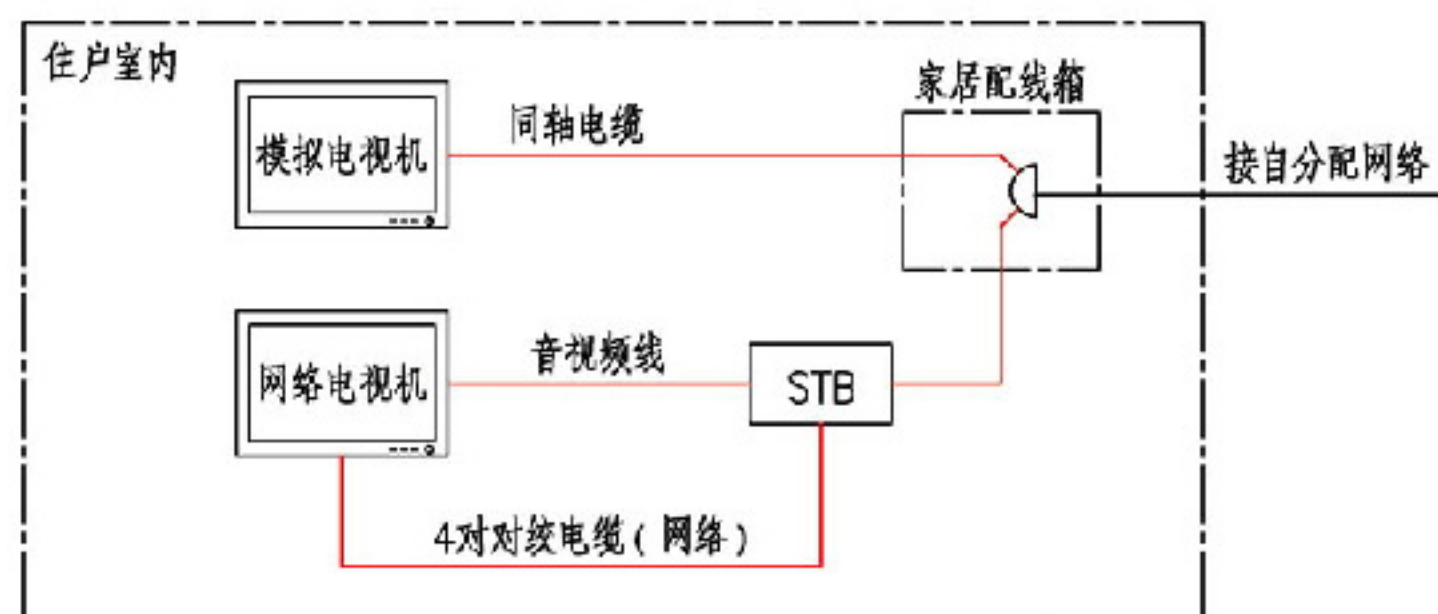 住户室内
家居配线箱
同轴电缆
模拟电视机
接自分配网络
音视频线
网络电视机
STB
4对对绞电缆(网络)